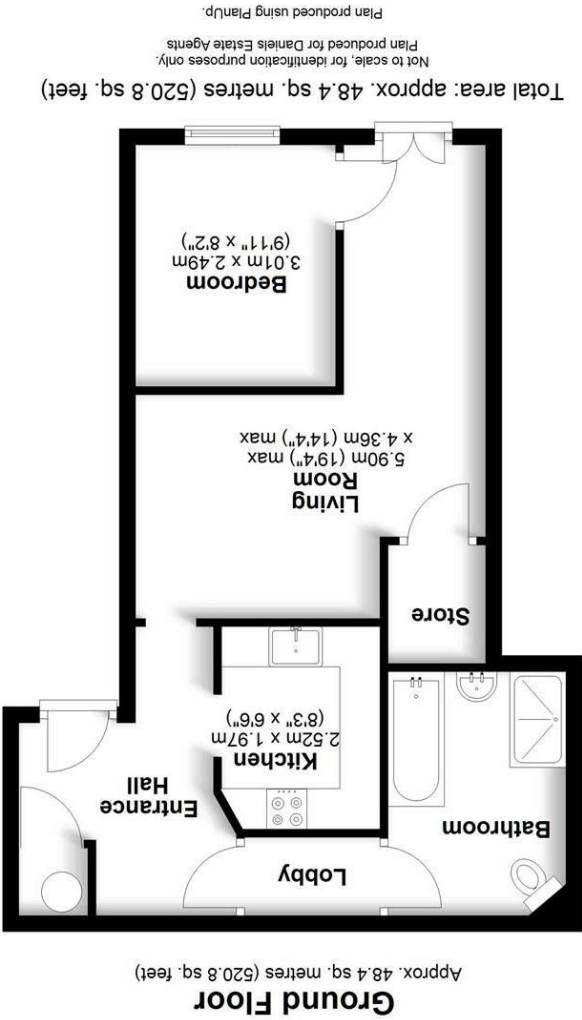 Ground Floor
Approx. 48.4 sq. metres (520.8 sq. feet)
Lobby
Bathroom
Entrance
Hall
Kitchen
2.52m x 1.97m
(8'3" x 6'6")
Store
Living
Room
5.90m (19'4") max
x 4.36m (14'4") max
Bedroom
3.01m x 2.49m
(9'11" x 8'2")
Total area: approx. 48.4 sq. metres (520.8 sq. feet)
Not to scale, for identification purposes only.
Plan produced for Daniels Estate Agents
Plan produced using PlanUp.